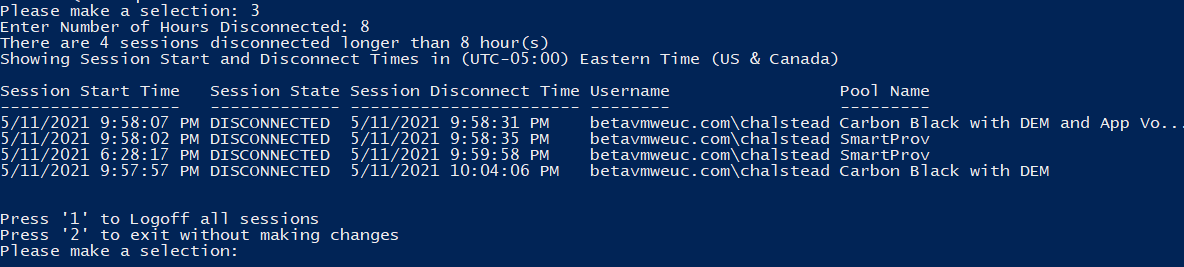 Please make a selection: 3
Enter Number of Hours Disconnected: 8
There are 4 sessions disconnected longer than 8 hour(s)
Showing Session Start and Disconnect Times in (UTC-05:00) Eastern Time (US & Canada)
Session Start Time   Session State Session Disconnect Time Username                 Pool Name
------------------   ------------- ----------------------- --------                 ---------
5/11/2021 9:58:07 PM DISCONNECTED  5/11/2021 9:58:31 PM    betavmweuc.com\chalstead Carbon Black with DEM and App Vo...
5/11/2021 9:58:02 PM DISCONNECTED  5/11/2021 9:58:35 PM    betavmweuc.com\chalstead SmartProv
5/11/2021 6:28:17 PM DISCONNECTED  5/11/2021 9:59:58 PM    betavmweuc.com\chalstead SmartProv
5/11/2021 9:57:57 PM DISCONNECTED  5/11/2021 10:04:06 PM   betavmweuc.com\chalstead Carbon Black with DEM
Press '1' to Logoff all sessions
Press '2' to exit without making changes
Please make a selection: